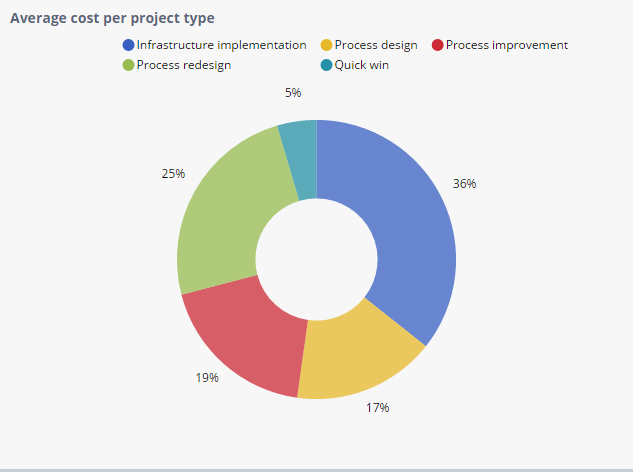 Average cost per project type
Infrastructure implementation Process design Process improvement
Process redesign Quick win
5%
25%
36%
19%
17%